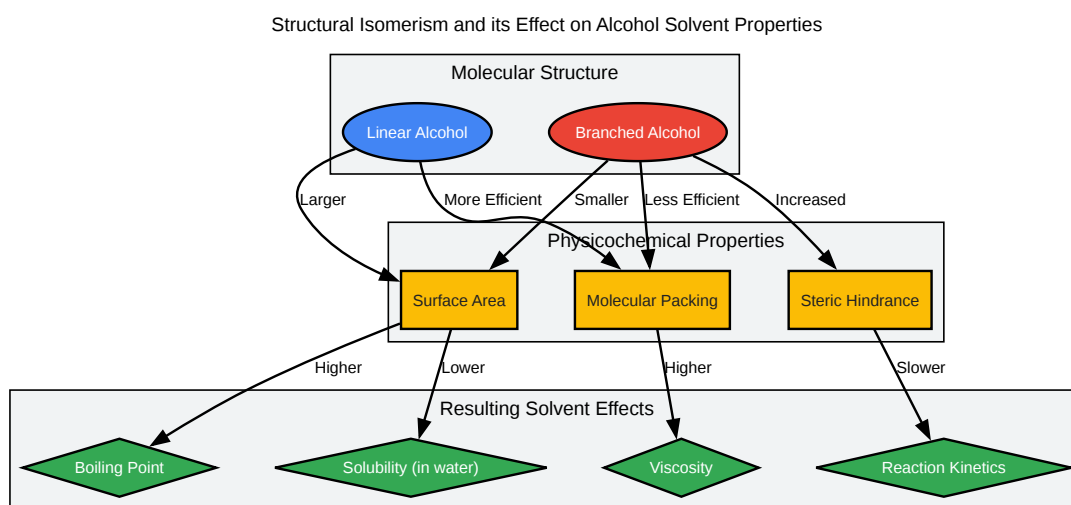 Structural Isomerism and its Effect on Alcohol Solvent Properties
Molecular Structure
Linear Alcohol
Branched Alcohol
Larger
More Efficient
Smaller
Less Efficient
Increased
Physicochemical Properties
Surface Area
Molecular Packing
Steric Hindrance
Higher
Lower
Higher
Slower
Resulting Solvent Effects
Boiling Point
Solubility (in water)
Viscosity
Reaction Kinetics